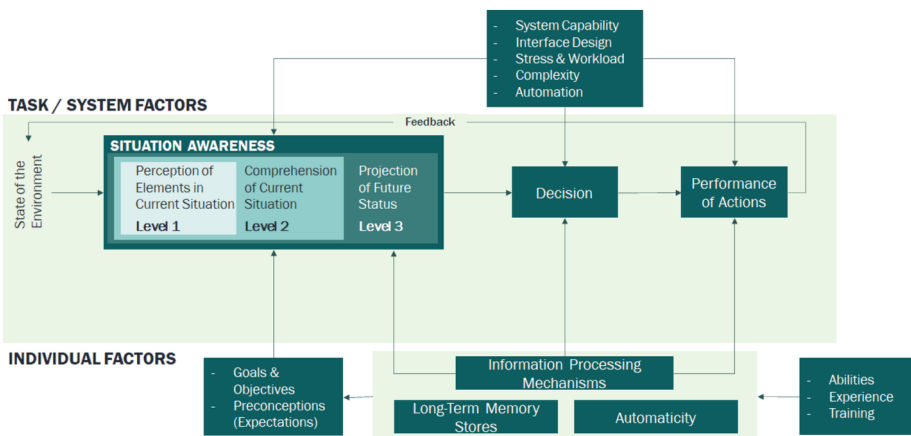 - System Capability
- Interface Design
- Stress & Workload
- Complexity
- Automation
TASK / SYSTEM FACTORS
Feedback
State of the
Environment
SITUATION AWARENESS
Perception of
Elements in
Current Situation
Level 1
Comprehension
of Current
Situation
Level 2
Projection
of Future
Status
Level 3
Decision
Performance
of Actions
INDIVIDUAL FACTORS
- Goals &
Objectives
- Preconceptions
(Expectations)
Information Processing
Mechanisms
Long-Term Memory
Stores
Automaticity
- Abilities
- Experience
- Training